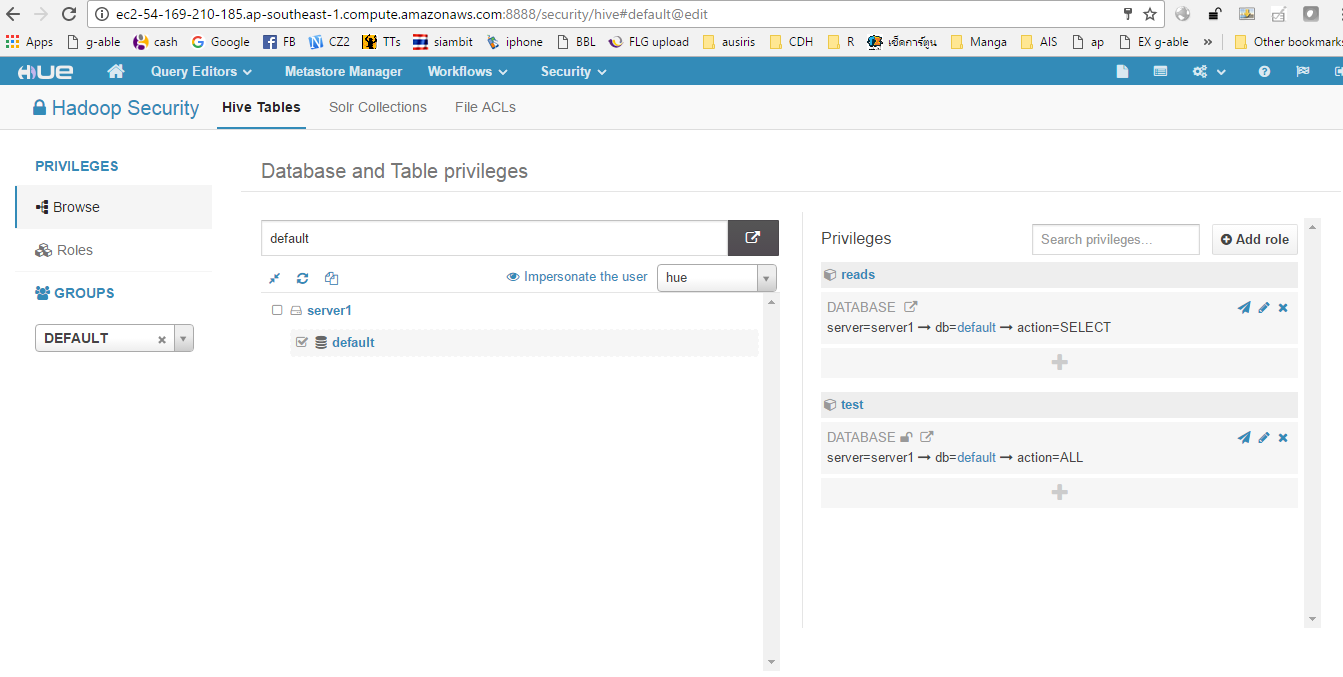 ec2-54-169-210-185.ap-southeast-1.compute.amazonaws.com:8888/security/hive#default@edit
Apps g-able cash Google FB CZ2 TTs siambit iphone BBL FLG upload ausiris CDH R เช็คการ์ตูน Manga AIS ap EX g-able » Other bookmarks
HUE Query Editors Metastore Manager Workflows Security
Hadoop Security Hive Tables Solr Collections File ACLs
PRIVILEGES
Browse
Roles
GROUPS
DEFAULT
Database and Table privileges
default
Impersonate the user hue
server1
default
Privileges Search privileges... Add role
reads
DATABASE
server=server1 → db=default → action=SELECT
test
DATABASE
server=server1 → db=default → action=ALL